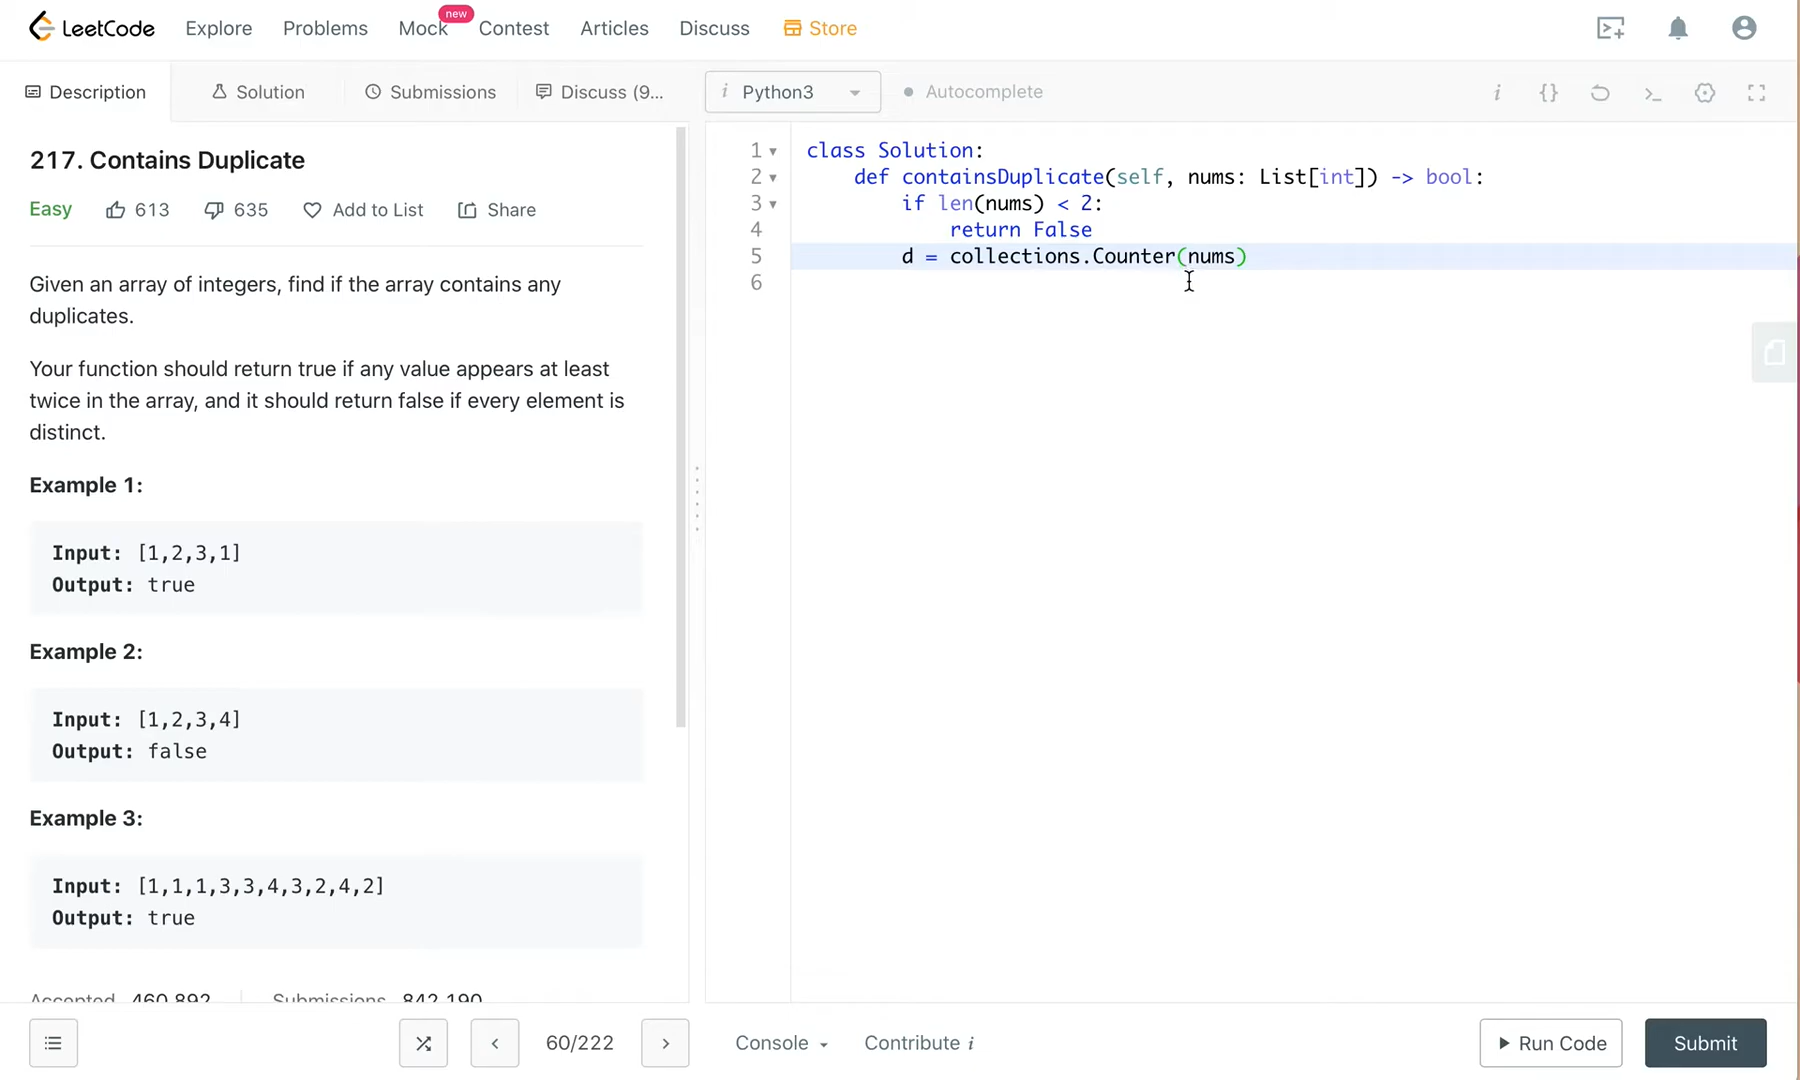 LeetCode Explore Problems Mock new Contest Articles Discuss Store
Description Solution Submissions Discuss (9...
i Python3 Autocomplete i {} >_
217. Contains Duplicate
Easy 613 635 Add to List Share
Given an array of integers, find if the array contains any
duplicates.
Your function should return true if any value appears at least
twice in the array, and it should return false if every element is
distinct.
Example 1:
Input: [1,2,3,1]
Output: true
Example 2:
Input: [1,2,3,4]
Output: false
Example 3:
Input: [1,1,1,3,3,4,3,2,4,2]
Output: true
Accepted 460,892 Submissions 842,190
1 class Solution:
2 def containsDuplicate(self, nums: List[int]) -> bool:
3 if len(nums) < 2:
4 return False
5 d = collections.Counter(nums)
6
60/222 Console Contribute i Run Code Submit